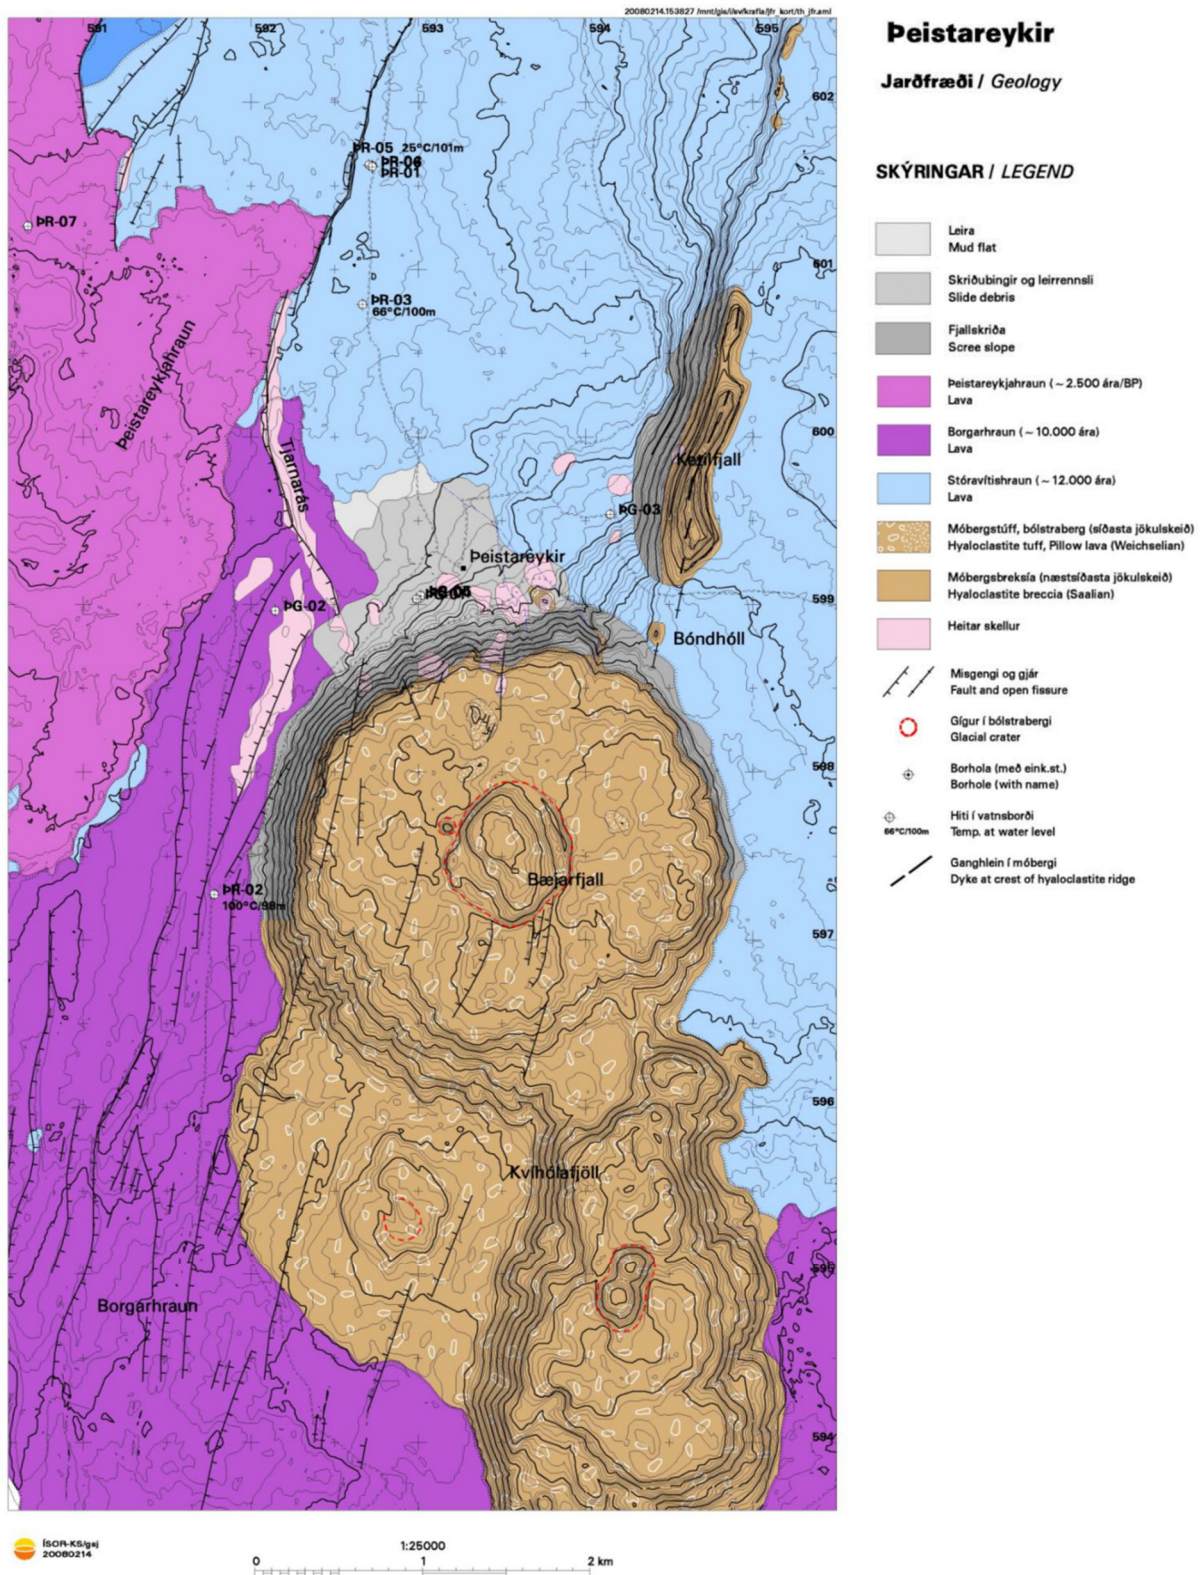 20080214.153827 /mnt/gis/i/sv/krafla/jfr_kort/th_jfr.aml
591
592
593
594
595
602
601
600
599
598
597
596
595
594
ÞR-05 25°C/101m
ÞR-06
ÞR-01
ÞR-07
ÞR-03
66°C/100m
Þeistareykjahraun
Tjarnarás
Ketilfjall
ÞG-03
Þeistareykir
ÞG-02
Bóndhóll
Bæjarfjall
ÞR-02
100°C/98m
Kvíhólafjöll
Borgarhraun
Þeistareykir
Jarðfræði / Geology
SKÝRINGAR / LEGEND
Leira
Mud flat
Skriðubingir og leirrennsli
Slide debris
Fjallskriða
Scree slope
Þeistareykjahraun (~ 2.500 ára/BP)
Lava
Borgarhraun (~ 10.000 ára)
Lava
Stóravítishraun (~ 12.000 ára)
Lava
Móbergstúff, bólstraberg (síðasta jökulskeið)
Hyaloclastite tuff, Pillow lava (Weichselian)
Móbergsbreksía (næstsíðasta jökulskeið)
Hyaloclastite breccia (Saalian)
Heitar skellur
Misgengi og gjár
Fault and open fissure
Gígur í bólstrabergi
Glacial crater
Borhola (með eink.st.)
Borehole (with name)
Hiti í vatnsborði
66°C/100m Temp. at water level
Ganghlein í móbergi
Dyke at crest of hyaloclastite ridge
ÍSOR-KS/gsj
20080214
1:25000
0 1 2 km